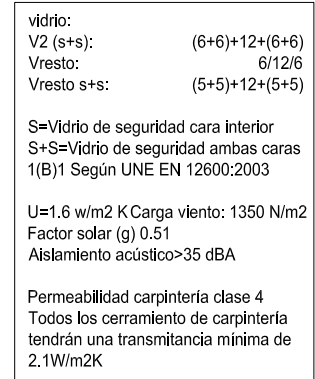 vidrio:
V2 (s+s): (6+6)+12+(6+6)
Vresto: 6/12/6
Vresto s+s: (5+5)+12+(5+5)
S=Vidrio de seguridad cara interior
S+S=Vidrio de seguridad ambas caras
1(B)1 Según UNE EN 12600:2003
U=1.6 w/m2 KCarga viento: 1350 N/m2
Factor solar (g) 0.51
Aislamiento acústico>35 dBA
Permeabilidad carpintería clase 4
Todos los cerramiento de carpintería
tendrán una transmitancia mínima de
2.1W/m2K